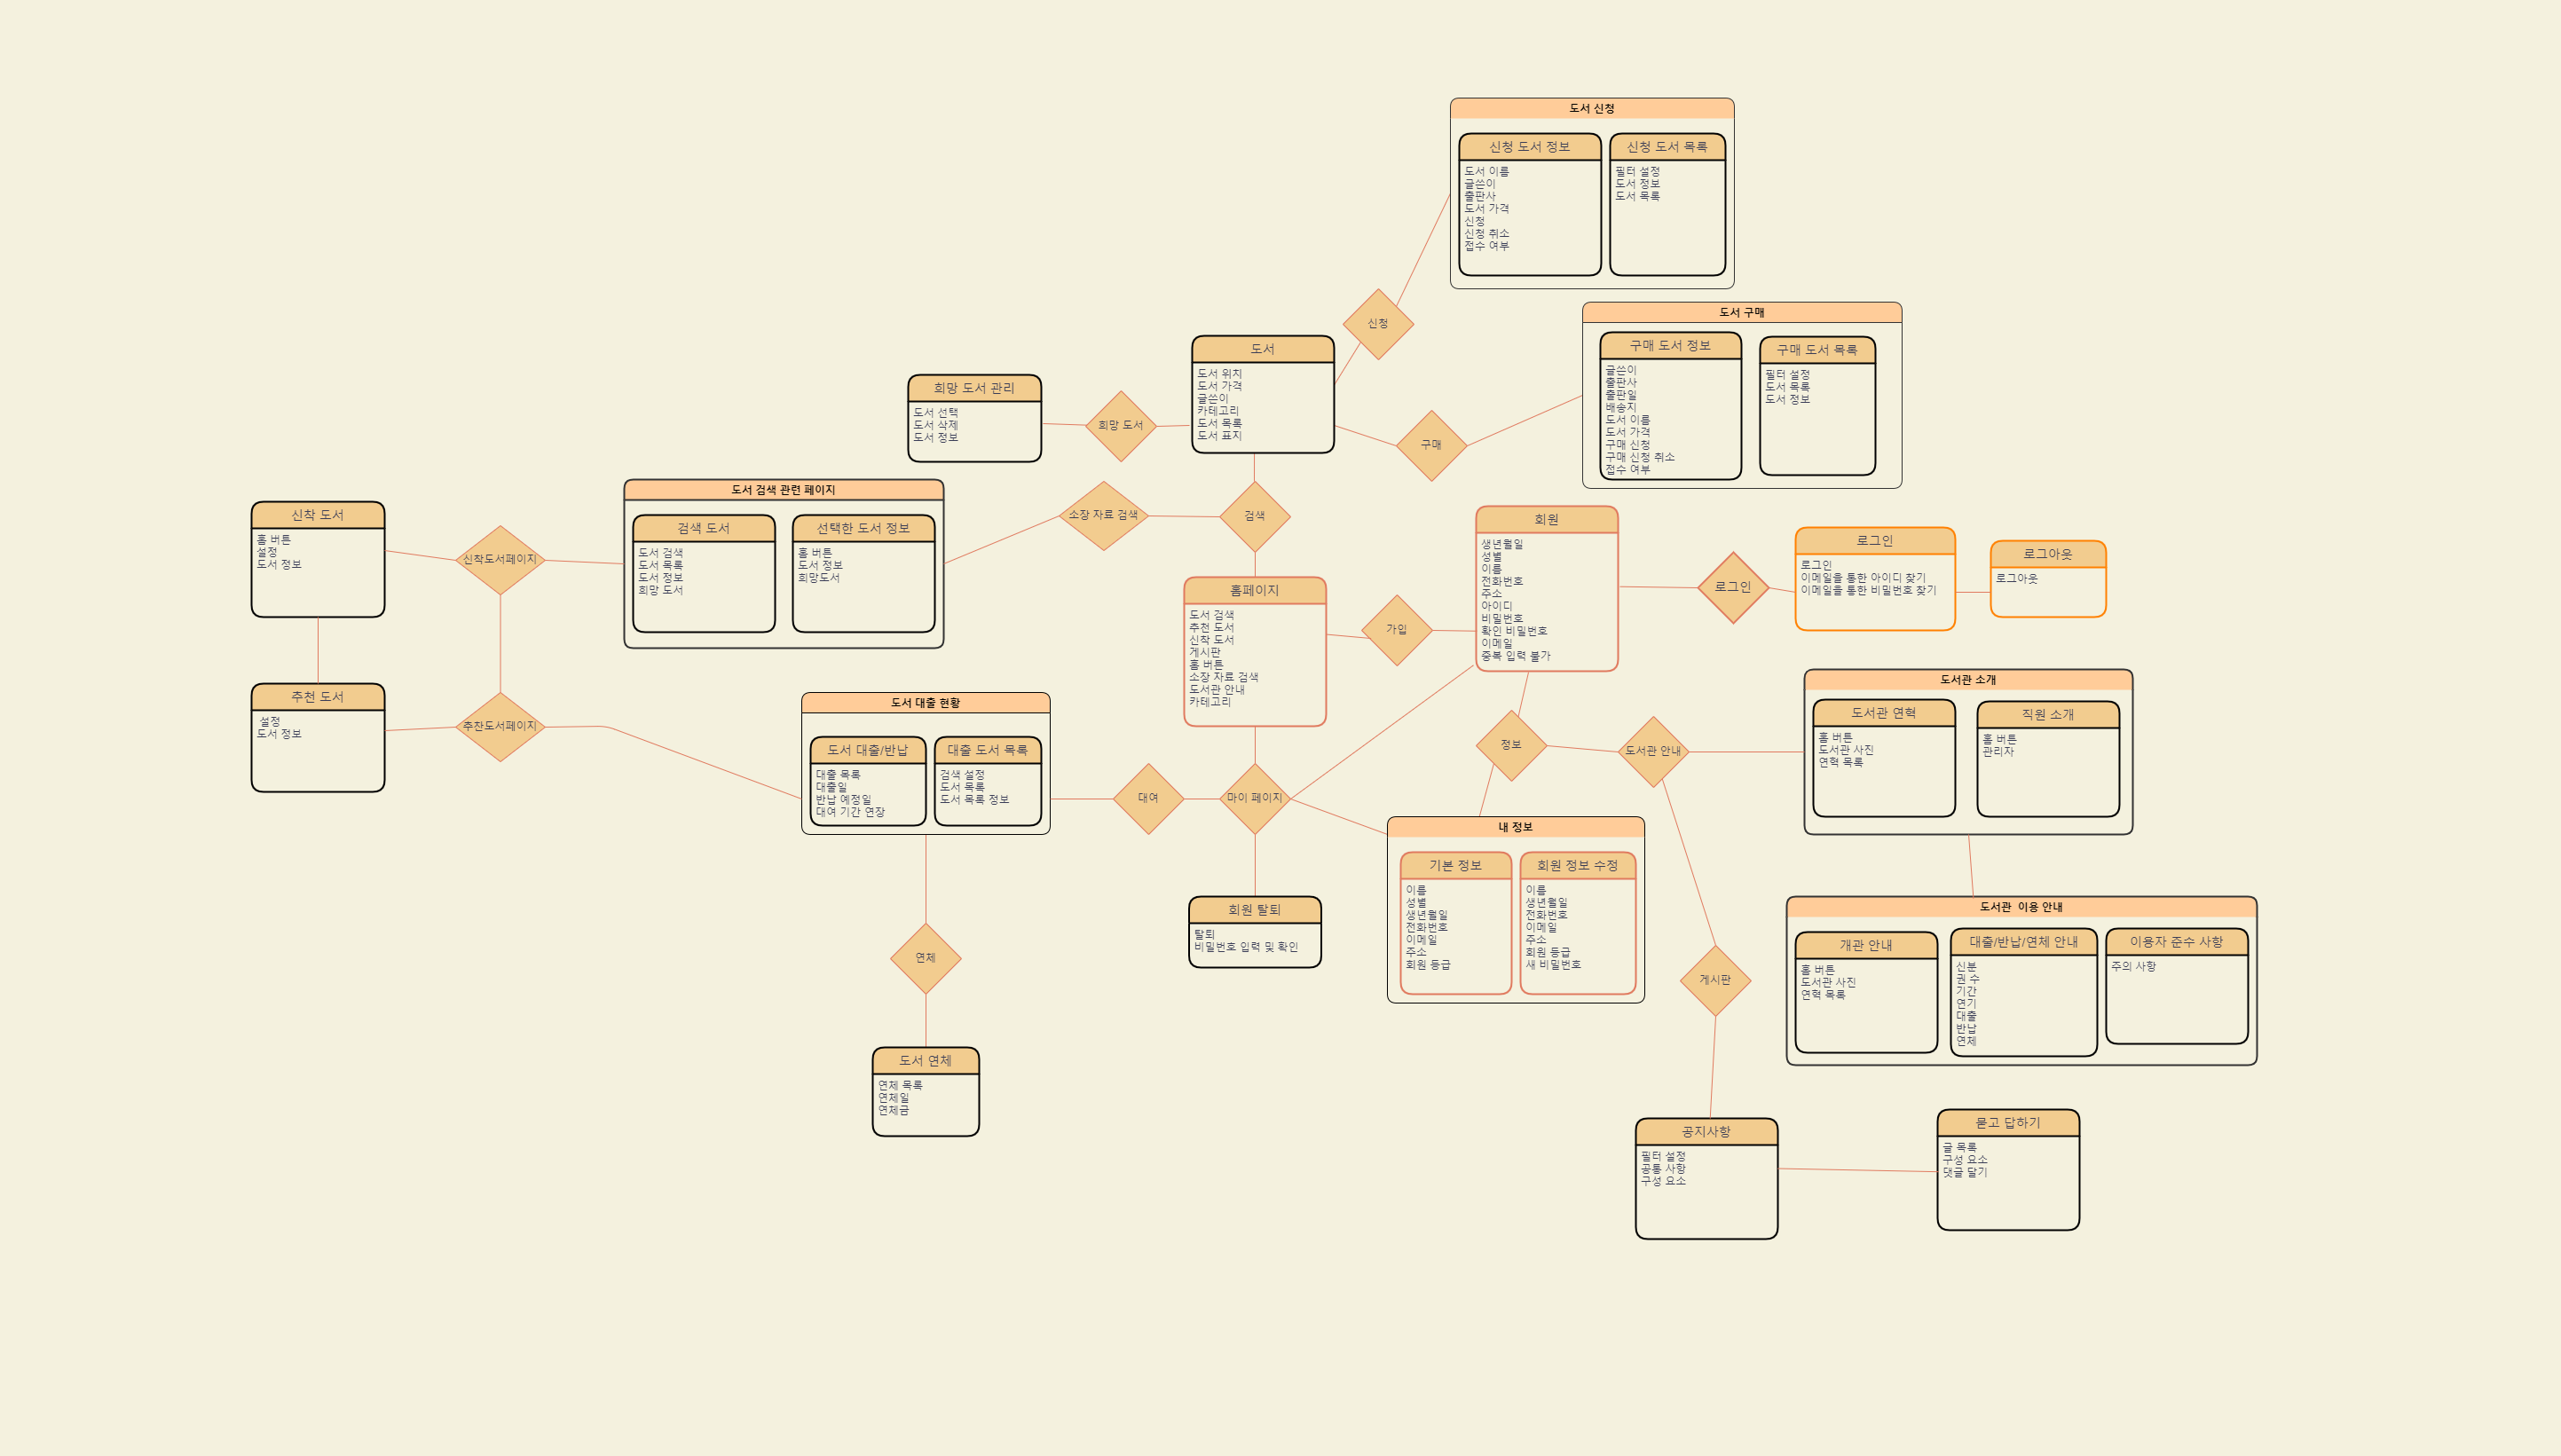 도서 신청
신청 도서 정보
도서 이름
글쓴이
출판사
도서 가격
신청
신청 취소
접수 여부
신청 도서 목록
필터 설정
도서 정보
도서 목록
신청
도서 구매
구매 도서 정보
글쓴이
출판사
출판일
배송지
도서 이름
도서 가격
구매 신청
구매 신청 취소
접수 여부
구매 도서 목록
필터 설정
도서 목록
도서 정보
도서
도서 위치
도서 가격
글쓴이
카테고리
도서 목록
도서 표지
희망 도서 관리
도서 선택
도서 삭제
도서 정보
희망 도서
구매
도서 검색 관련 페이지
검색 도서
도서 검색
도서 목록
도서 정보
희망 도서
선택한 도서 정보
홈 버튼
도서 정보
희망도서
소장 자료 검색
검색
신착 도서
홈 버튼
설정
도서 정보
신착도서페이지
회원
생년월일
성별
이름
전화번호
주소
아이디
비밀번호
확인 비밀번호
이메일
중복 입력 불가
로그인
로그인
로그인
이메일을 통한 아이디 찾기
이메일을 통한 비밀번호 찾기
로그아웃
로그아웃
홈페이지
도서 검색
추천 도서
신착 도서
게시판
홈 버튼
소장 자료 검색
도서관 안내
카테고리
가입
추천 도서
설정
도서 정보
추찬도서페이지
도서 대출 현황
도서 대출/반납
대출 목록
대출일
반납 예정일
대여 기간 연장
대출 도서 목록
검색 설정
도서 목록
도서 목록 정보
대여
마이 페이지
정보
도서관 안내
도서관 소개
도서관 연혁
홈 버튼
도서관 사진
연혁 목록
직원 소개
홈 버튼
관리자
내 정보
기본 정보
이름
성별
생년월일
전화번호
이메일
주소
회원 등급
회원 정보 수정
이름
생년월일
전화번호
이메일
주소
회원 등급
새 비밀번호
회원 탈퇴
탈퇴
비밀번호 입력 및 확인
연체
게시판
도서관 이용 안내
개관 안내
홈 버튼
도서관 사진
연혁 목록
대출/반납/연체 안내
신분
권 수
기간
연기
대출
반납
연체
이용자 준수 사항
주의 사항
도서 연체
연체 목록
연체일
연체금
공지사항
필터 설정
공통 사항
구성 요소
묻고 답하기
글 목록
구성 요소
댓글 달기